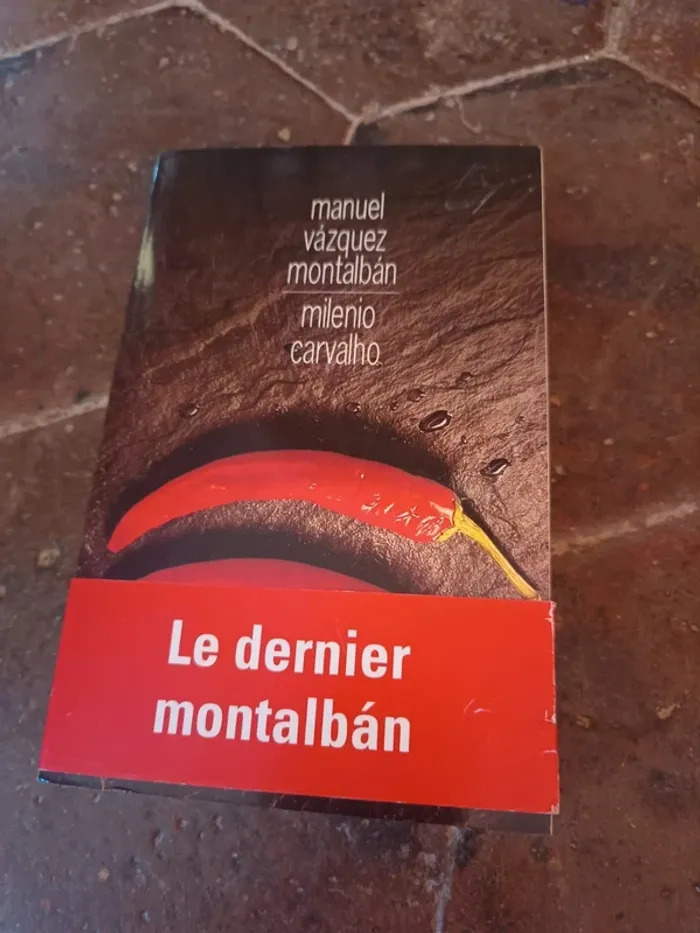 manuel
vázquez
montalbán
milenio
carvalho
Le dernier
montalbán